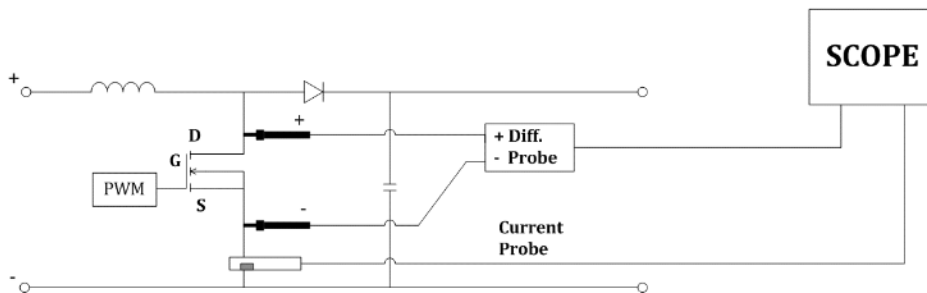 SCOPE
+
+
D
+ Diff.
- Probe
G
PWM
S
-
Current
Probe
-